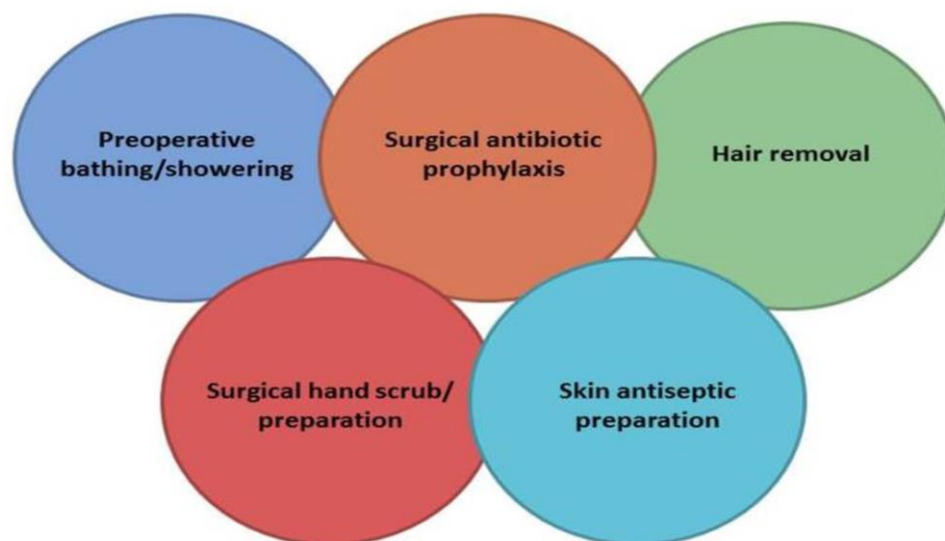 Preoperative
bathing/showering
Surgical antibiotic
prophylaxis
Hair removal
Surgical hand scrub/
preparation
Skin antiseptic
preparation